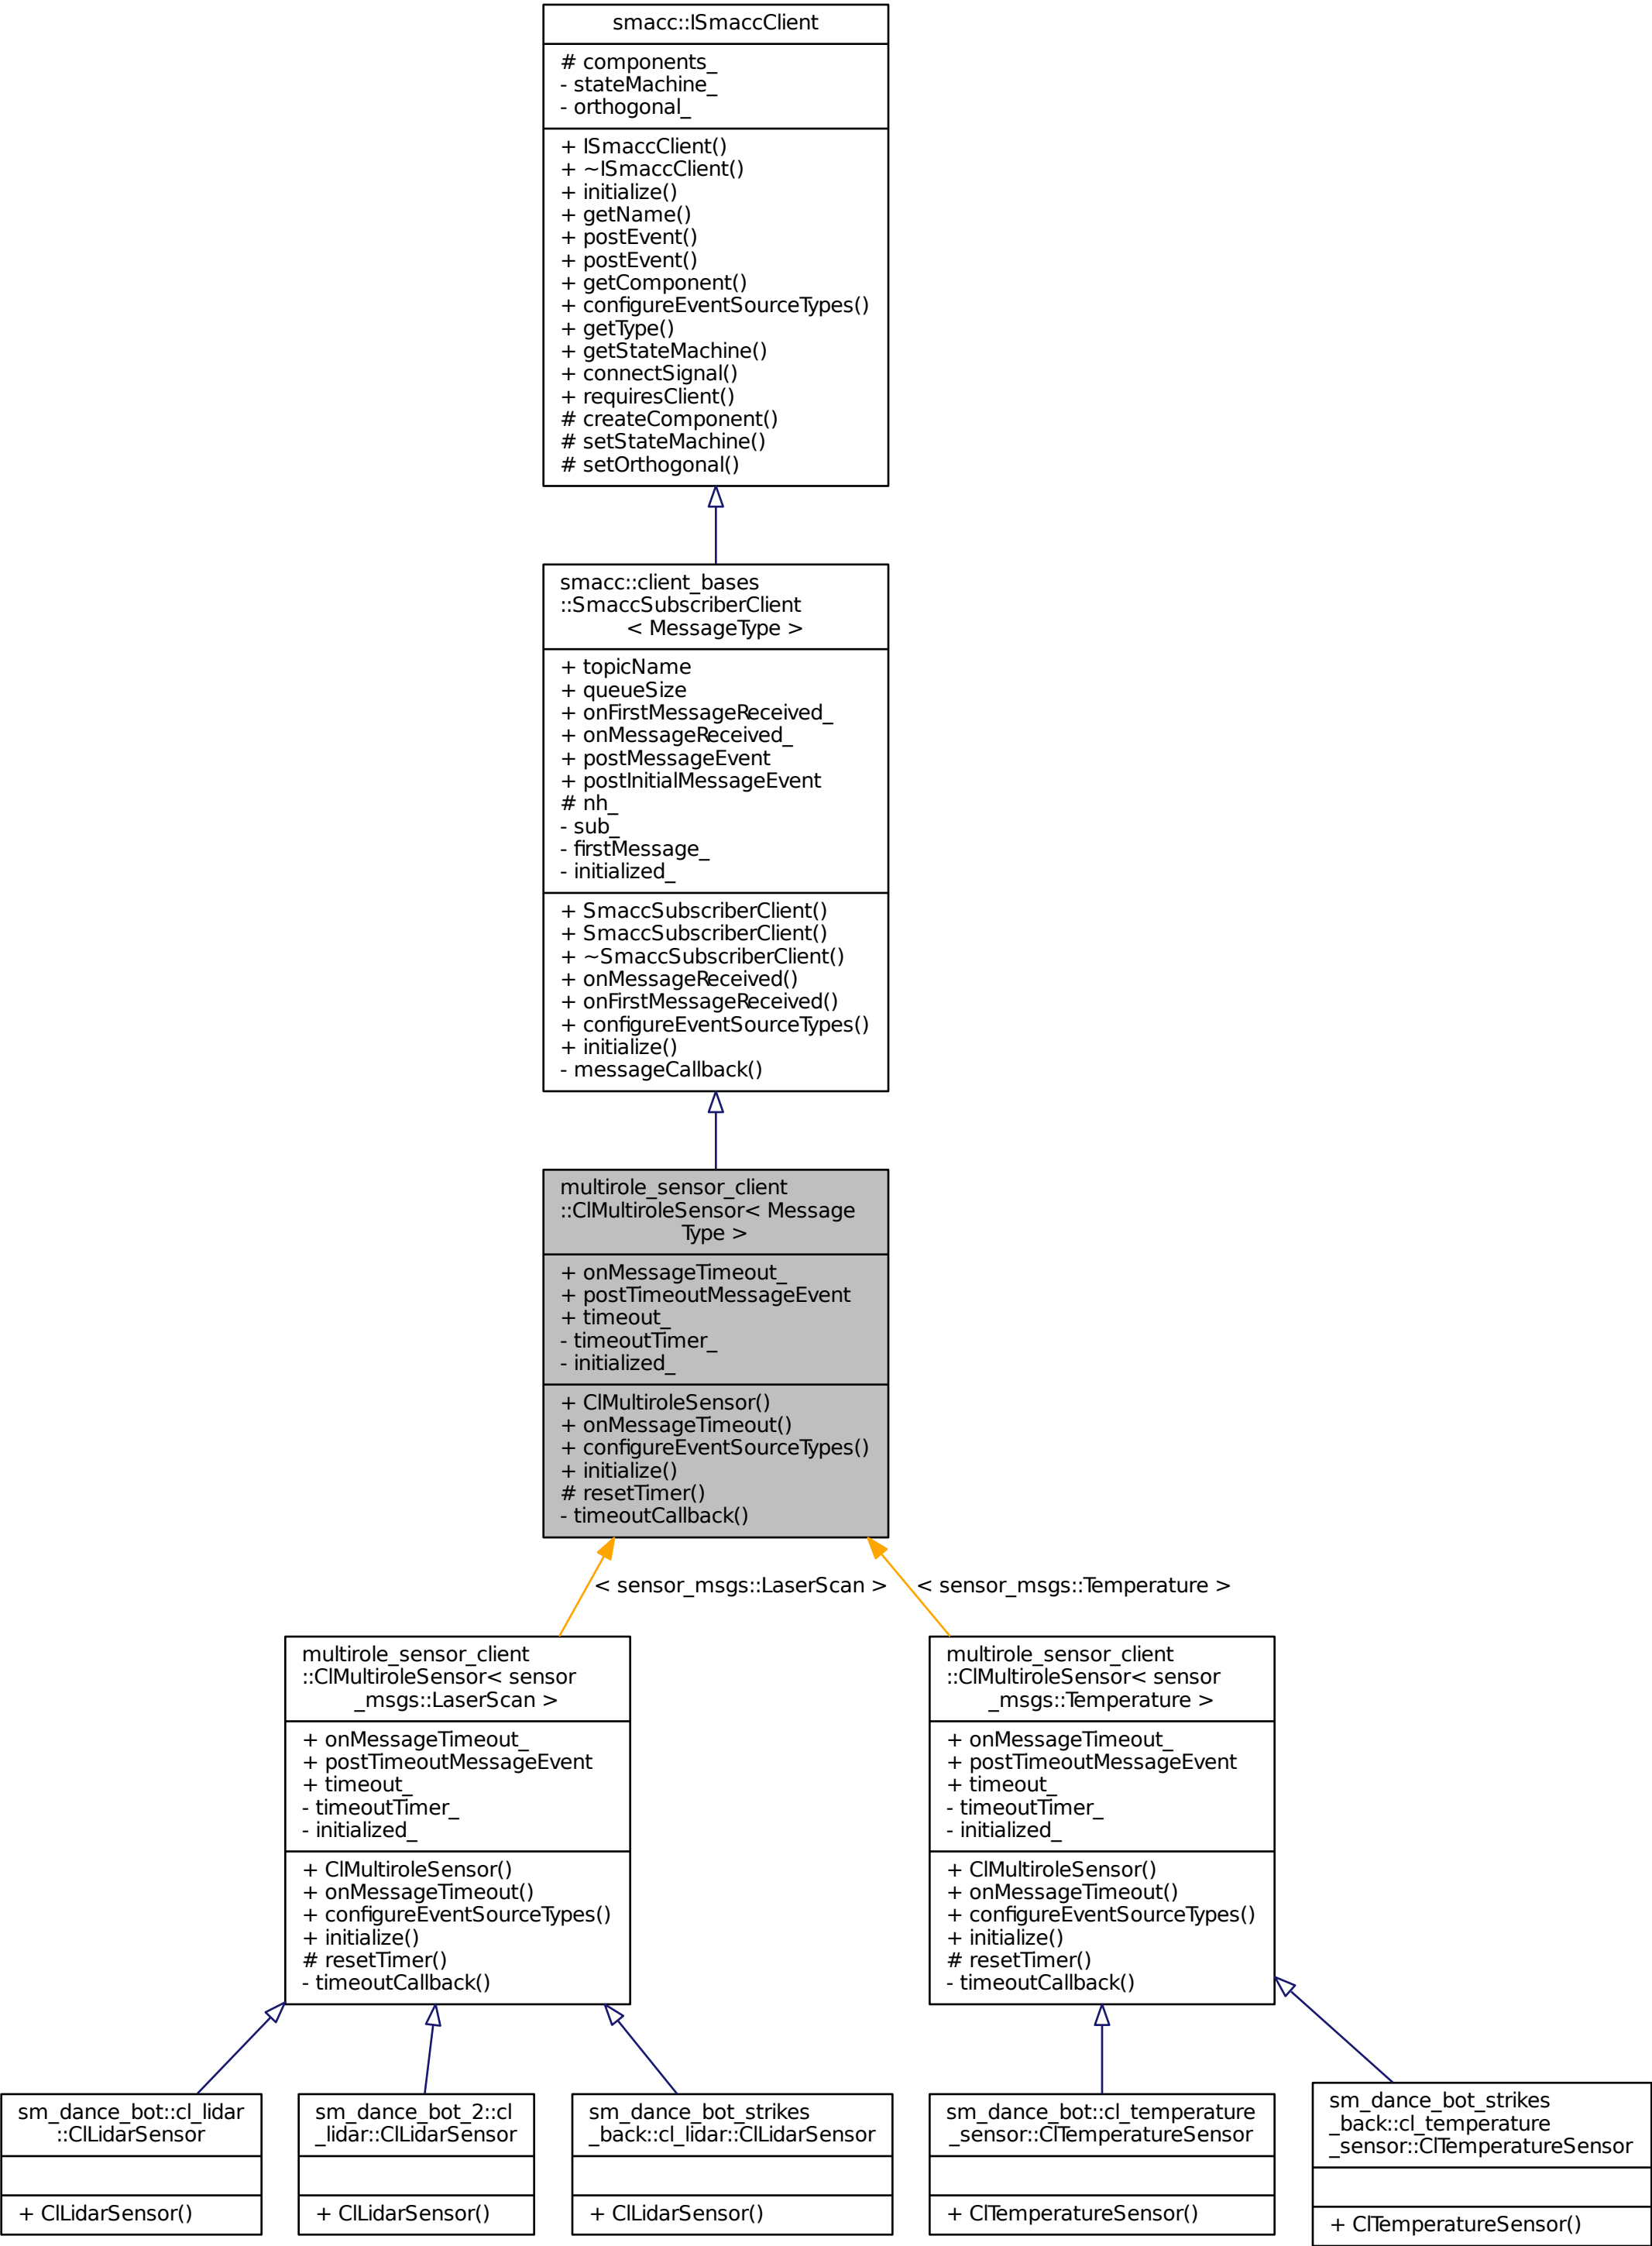 smacc::ISmaccClient
# components_
- stateMachine_
- orthogonal_
+ ISmaccClient()
+ ~ISmaccClient()
+ initialize()
+ getName()
+ postEvent()
+ postEvent()
+ getComponent()
+ configureEventSourceTypes()
+ getType()
+ getStateMachine()
+ connectSignal()
+ requiresClient()
# createComponent()
# setStateMachine()
# setOrthogonal()
smacc::client_bases
::SmaccSubscriberClient
< MessageType >
+ topicName
+ queueSize
+ onFirstMessageReceived_
+ onMessageReceived_
+ postMessageEvent
+ postInitialMessageEvent
# nh_
- sub_
- firstMessage_
- initialized_
+ SmaccSubscriberClient()
+ SmaccSubscriberClient()
+ ~SmaccSubscriberClient()
+ onMessageReceived()
+ onFirstMessageReceived()
+ configureEventSourceTypes()
+ initialize()
- messageCallback()
multirole_sensor_client
::ClMultiroleSensor< Message
Type >
+ onMessageTimeout_
+ postTimeoutMessageEvent
+ timeout_
- timeoutTimer_
- initialized_
+ ClMultiroleSensor()
+ onMessageTimeout()
+ configureEventSourceTypes()
+ initialize()
# resetTimer()
- timeoutCallback()
< sensor_msgs::LaserScan >
< sensor_msgs::Temperature >
multirole_sensor_client
::ClMultiroleSensor< sensor
_msgs::LaserScan >
+ onMessageTimeout_
+ postTimeoutMessageEvent
+ timeout_
- timeoutTimer_
- initialized_
+ ClMultiroleSensor()
+ onMessageTimeout()
+ configureEventSourceTypes()
+ initialize()
# resetTimer()
- timeoutCallback()
multirole_sensor_client
::ClMultiroleSensor< sensor
_msgs::Temperature >
+ onMessageTimeout_
+ postTimeoutMessageEvent
+ timeout_
- timeoutTimer_
- initialized_
+ ClMultiroleSensor()
+ onMessageTimeout()
+ configureEventSourceTypes()
+ initialize()
# resetTimer()
- timeoutCallback()
sm_dance_bot::cl_lidar
::ClLidarSensor
+ ClLidarSensor()
sm_dance_bot_2::cl
_lidar::ClLidarSensor
+ ClLidarSensor()
sm_dance_bot_strikes
_back::cl_lidar::ClLidarSensor
+ ClLidarSensor()
sm_dance_bot::cl_temperature
_sensor::ClTemperatureSensor
+ ClTemperatureSensor()
sm_dance_bot_strikes
_back::cl_temperature
_sensor::ClTemperatureSensor
+ ClTemperatureSensor()